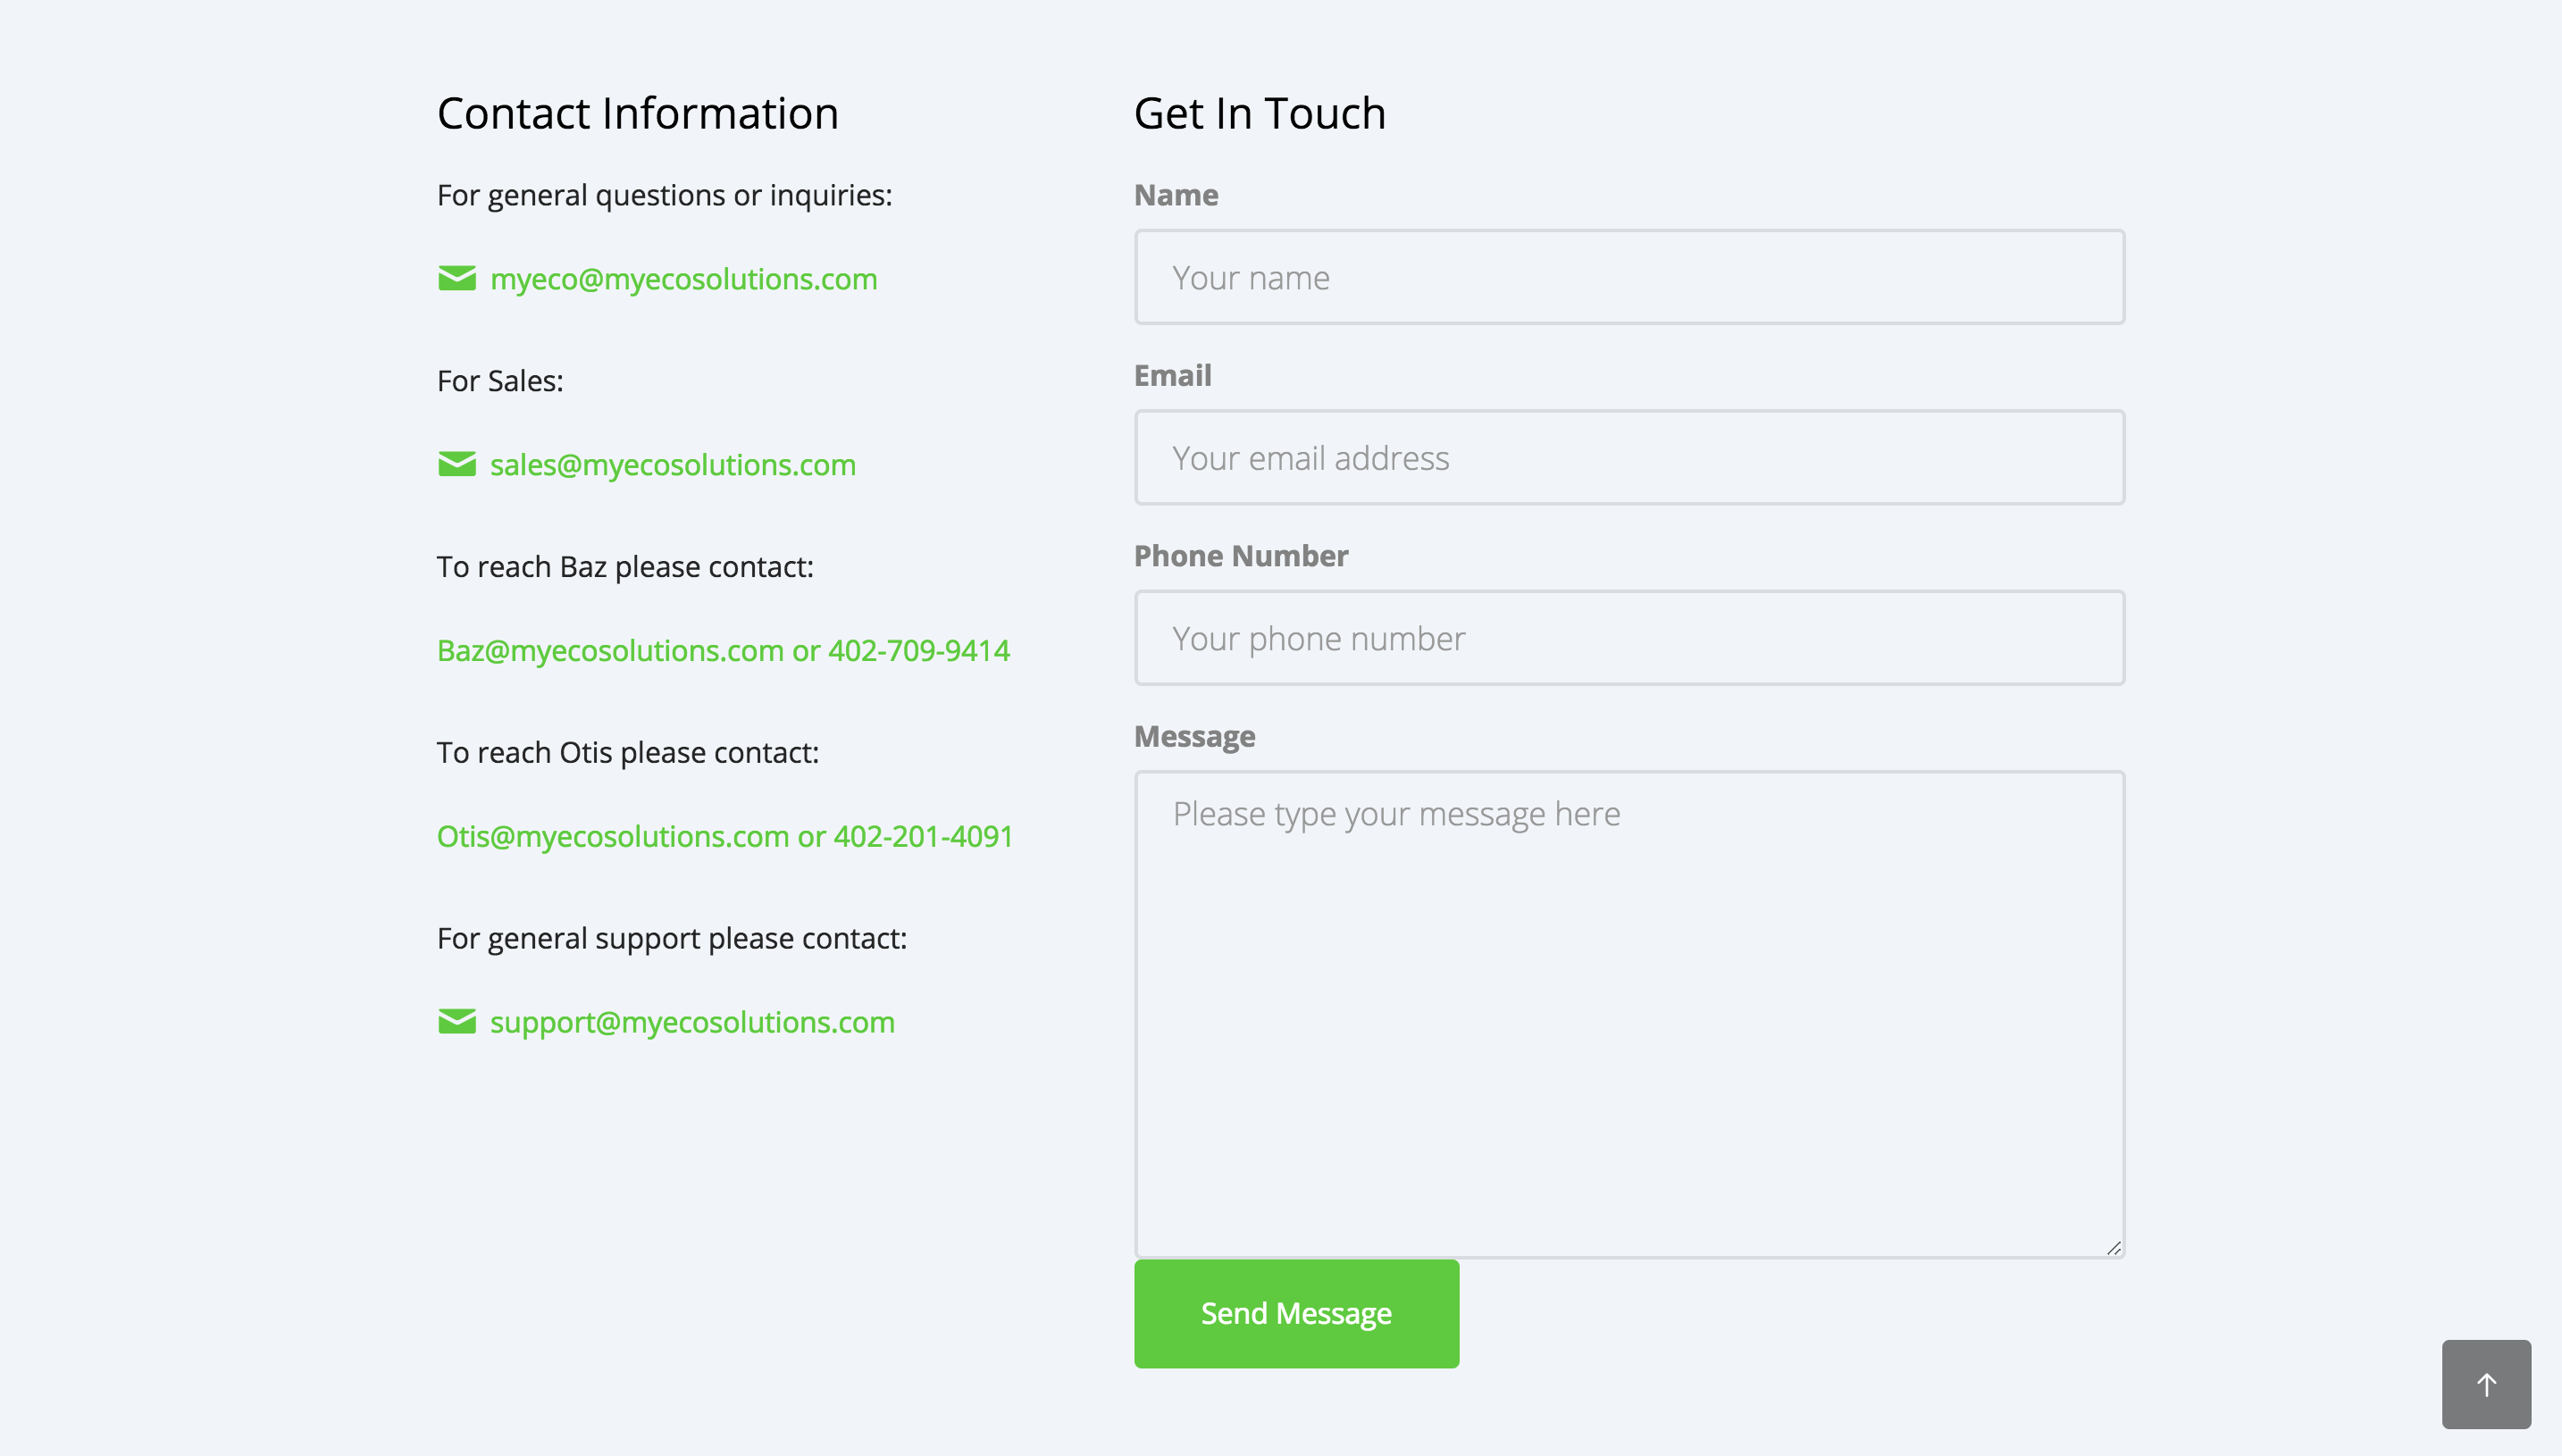 Contact Information
For general questions or inquiries:
myeco@myecosolutions.com
For Sales:
sales@myecosolutions.com
To reach Baz please contact:
Baz@myecosolutions.com or 402-709-9414
To reach Otis please contact:
Otis@myecosolutions.com or 402-201-4091
For general support please contact:
support@myecosolutions.com
Get In Touch
Name
Your name
Email
Your email address
Phone Number
Your phone number
Message
Please type your message here
Send Message